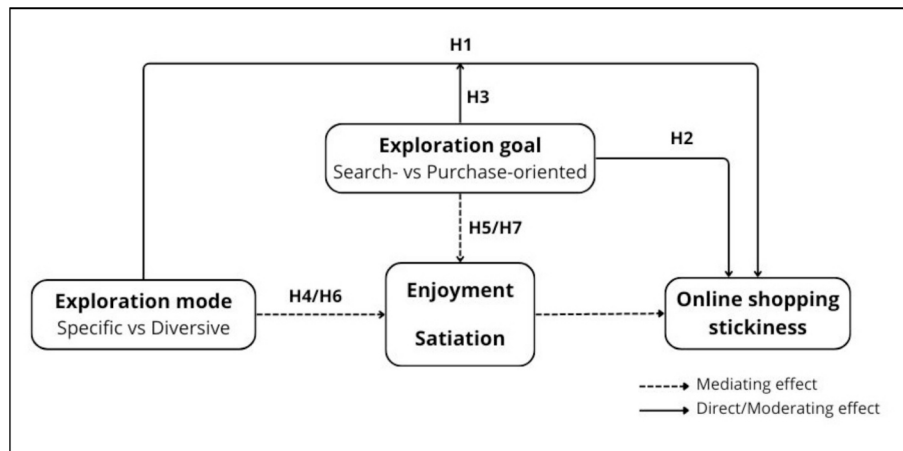 H1
H3
Exploration goal
Search- vs Purchase-oriented
H2
H5/H7
Exploration mode
Specific vs Diversive
H4/H6
Enjoyment
Satiation
Online shopping
stickiness
Mediating effect
Direct/Moderating effect